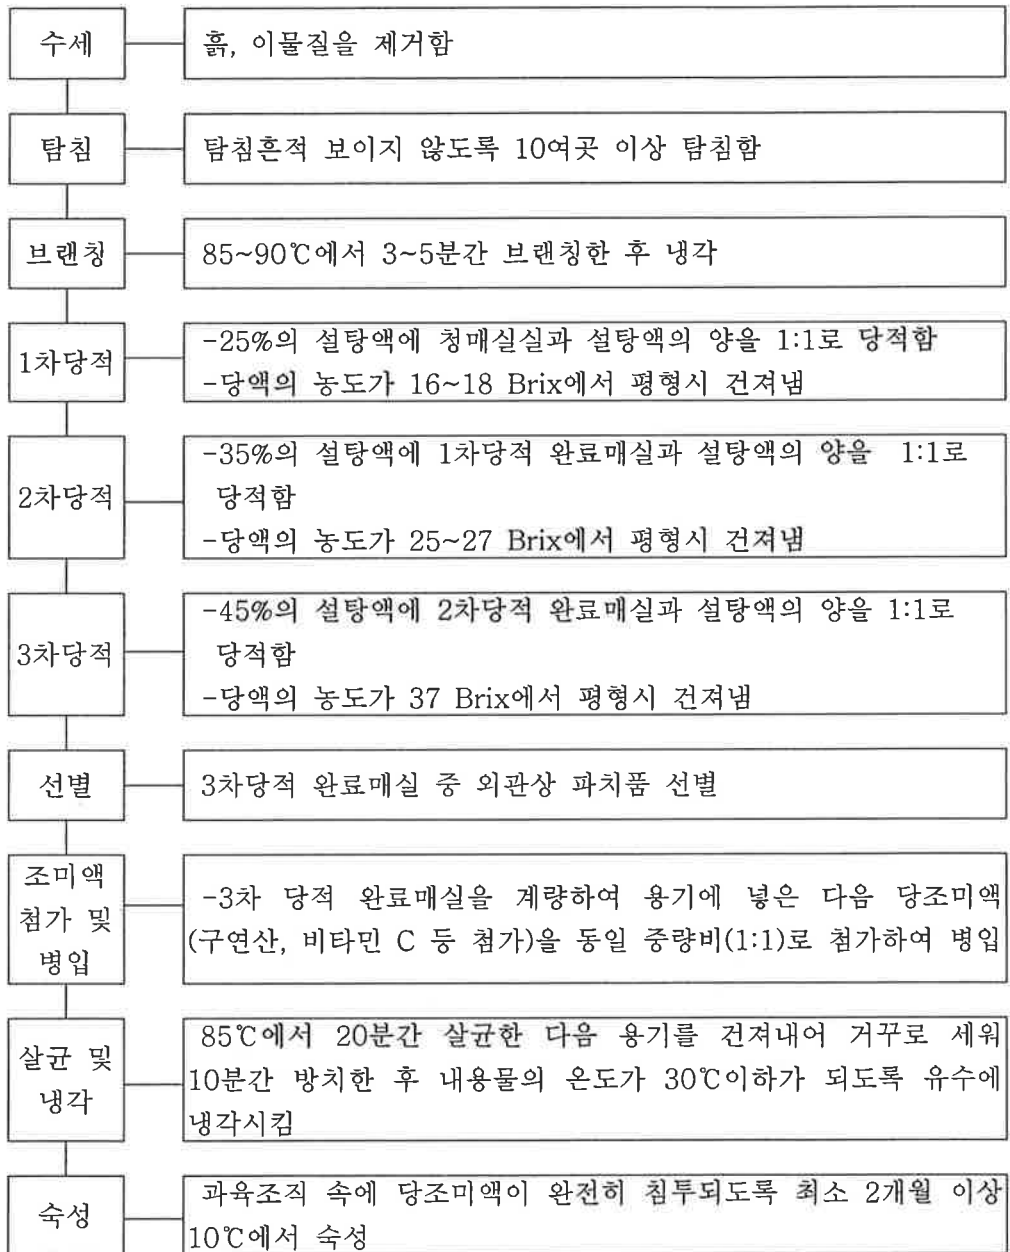 수세
흙, 이물질을 제거함
탐침
탐침흔적 보이지 않도록 10여곳 이상 탐침함
브랜칭
85~90℃에서 3~5분간 브랜칭한 후 냉각
1차당적
-25%의 설탕액에 청매실실과 설탕액의 양을 1:1로 당적함
-당액의 농도가 16~18 Brix에서 평형시 건져냄
2차당적
-35%의 설탕액에 1차당적 완료매실과 설탕액의 양을 1:1로
당적함
-당액의 농도가 25~27 Brix에서 평형시 건져냄
3차당적
-45%의 설탕액에 2차당적 완료매실과 설탕액의 양을 1:1로
당적함
-당액의 농도가 37 Brix에서 평형시 건져냄
선별
3차당적 완료매실 중 외관상 파치품 선별
조미액
첨가 및
병입
-3차 당적 완료매실을 계량하여 용기에 넣은 다음 당조미액
(구연산, 비타민 C 등 첨가)을 동일 중량비(1:1)로 첨가하여 병입
살균 및
냉각
85℃에서 20분간 살균한 다음 용기를 건져내어 거꾸로 세워
10분간 방치한 후 내용물의 온도가 30℃이하가 되도록 유수에
냉각시킴
숙성
과육조직 속에 당조미액이 완전히 침투되도록 최소 2개월 이상
10℃에서 숙성